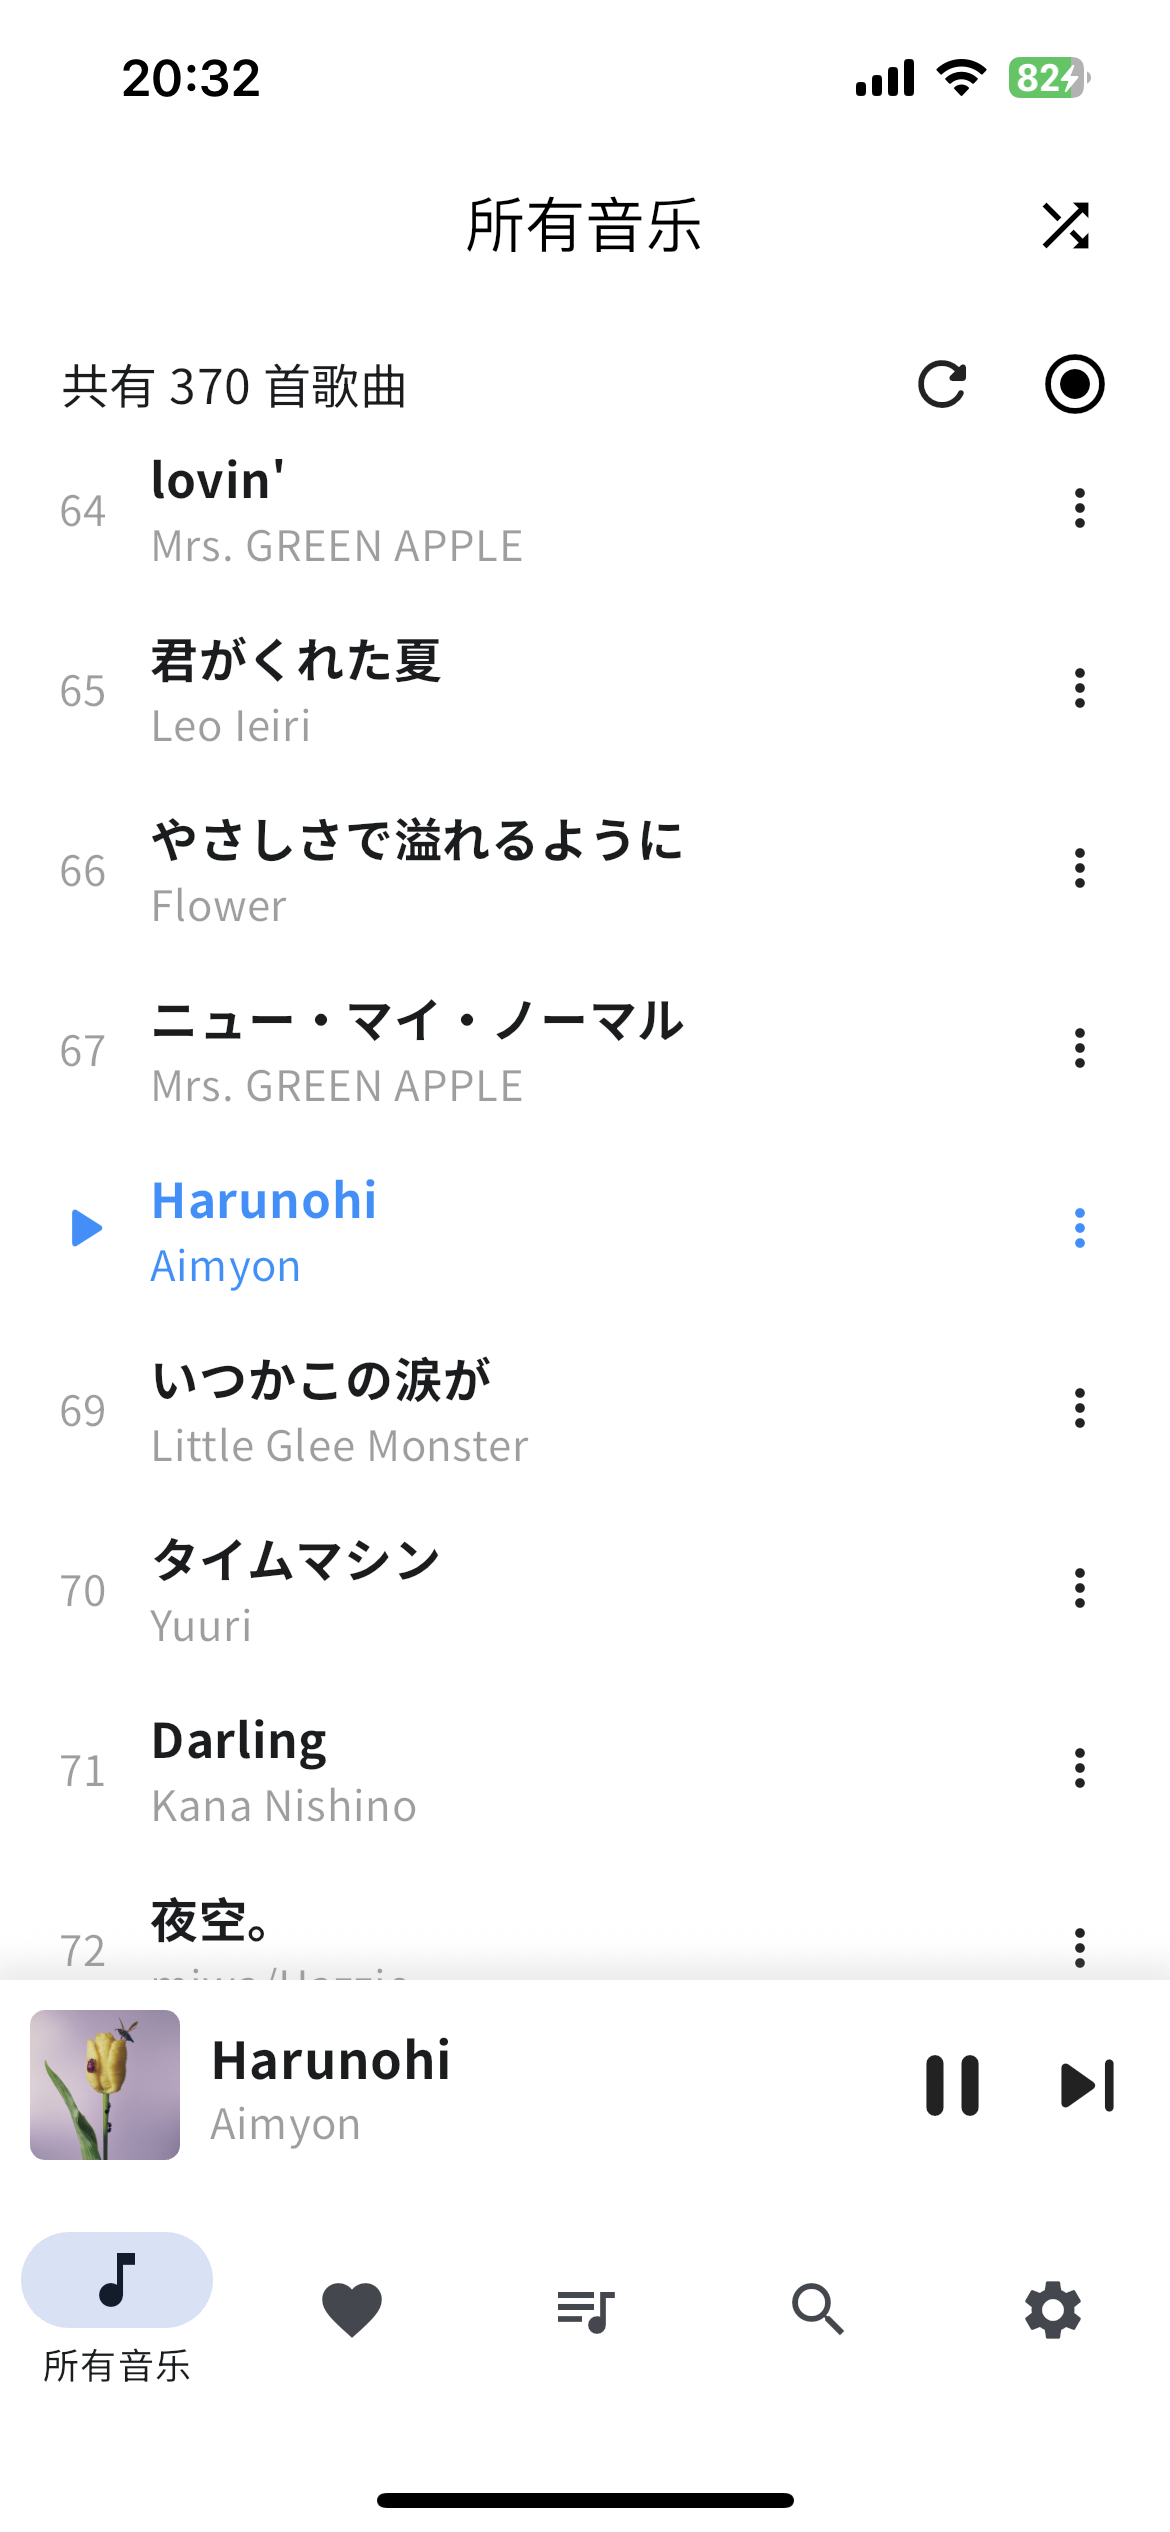 20:32
82
所有音乐
共有 370 首歌曲
64
lovin'
Mrs. GREEN APPLE
65
君がくれた夏
Leo Ieiri
66
やさしさで溢れるように
Flower
67
ニュー・マイ・ノーマル
Mrs. GREEN APPLE
Harunohi
Aimyon
69
いつかこの涙が
Little Glee Monster
70
タイムマシン
Yuuri
71
Darling
Kana Nishino
72
夜空。
miwa/Hazzie
Harunohi
Aimyon
所有音乐